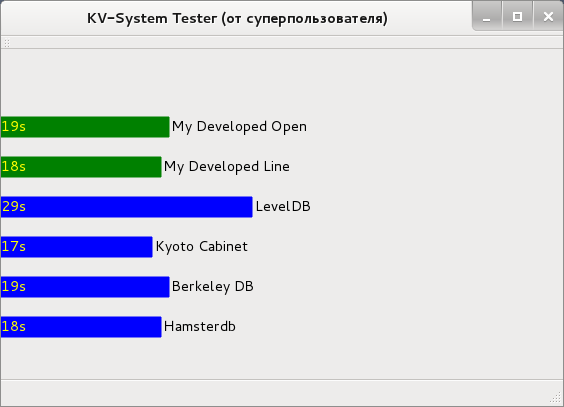 KV-System Tester (от суперпользователя)
19s My Developed Open
18s My Developed Line
29s LevelDB
17s Kyoto Cabinet
19s Berkeley DB
18s Hamsterdb